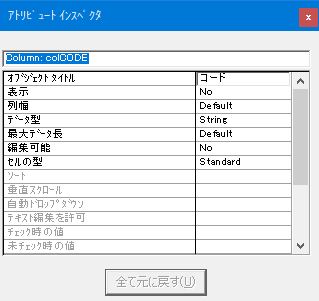 ｱﾄﾘﾋﾞｭｰﾄ ｲﾝｽﾍﾟｸﾀ
x
Column: colCODE
ｵﾌﾞｼﾞｪｸﾄ ﾀｲﾄﾙ コード
表示 No
列幅 Default
ﾃﾞｰﾀ型 String
最大ﾃﾞｰﾀ長 Default
編集可能 No
ｾﾙの型 Standard
ｿｰﾄ
垂直ｽｸﾛｰﾙ
自動ﾄﾞﾛｯﾌﾟﾀﾞｳﾝ
ﾃｷｽﾄ編集を許可
ﾁｪｯｸ時の値
未ﾁｪｯｸ時の値
全て元に戻す(U)